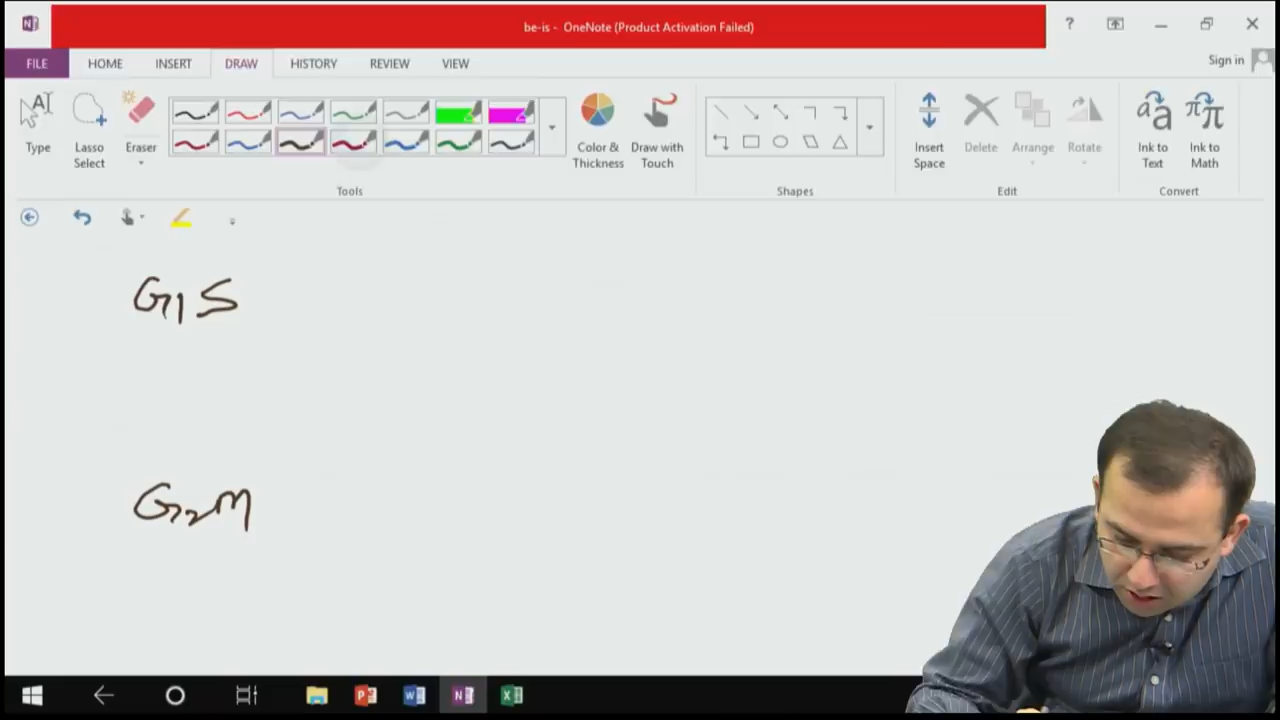 be-is - OneNote (Product Activation Failed)
?
FILE HOME INSERT DRAW HISTORY REVIEW VIEW
Sign in
Type Lasso Select Eraser
Color & Thickness Draw with Touch
Insert Space Delete Arrange Rotate
Ink to Text Ink to Math
Tools Shapes Edit Convert
G1 S
G2 M